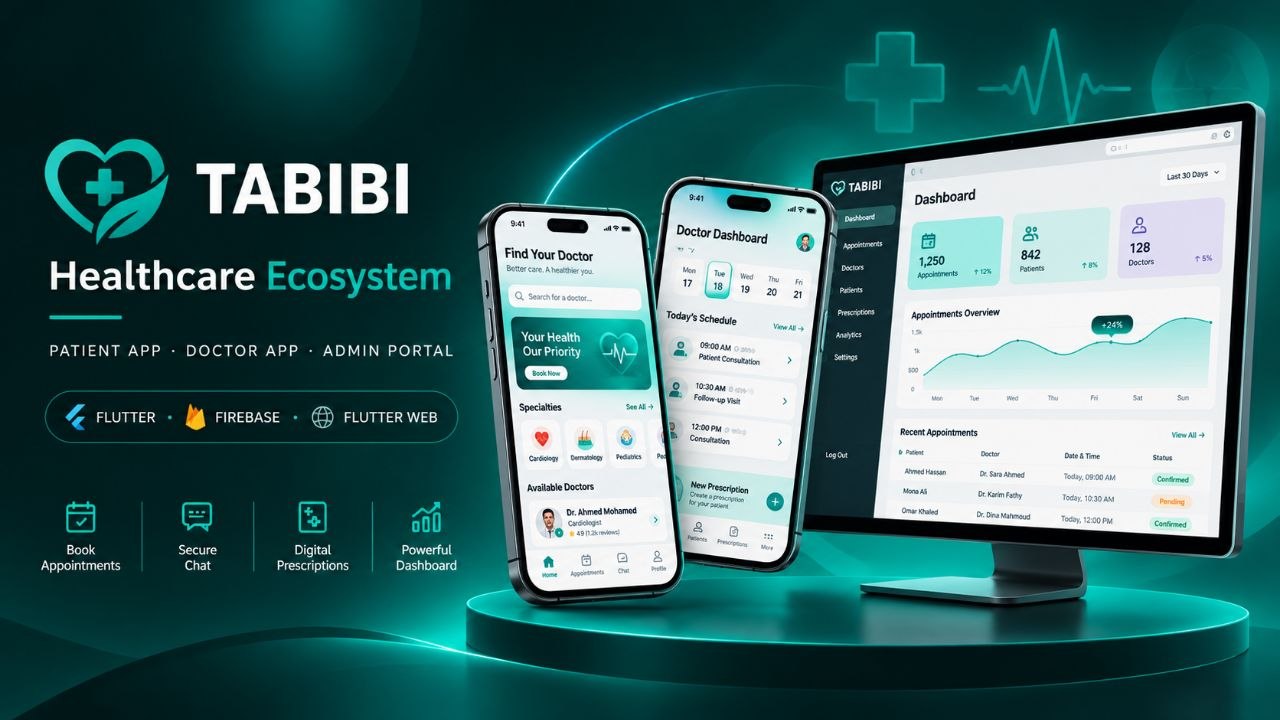 TABIBI
Healthcare Ecosystem
PATIENT APP · DOCTOR APP · ADMIN PORTAL
FLUTTER • FIREBASE • FLUTTER WEB
Book Appointments
Secure Chat
Digital Prescriptions
Powerful Dashboard
9:41
Find Your Doctor
Better care. A healthier you.
Search for a doctor...
Your Health
Our Priority
Book Now
Specialties
See All →
Cardiology
Dermatology
Pediatrics
Available Doctors
Dr. Ahmed Mohamed
Cardiologist
49 (1.2k reviews)
Home
Appointments
Chat
Profile
9:41
Doctor Dashboard
Mon Tue Wed Thu Fri
17 18 19 20 21
Today's Schedule
View All →
09:00 AM
Patient Consultation
10:30 AM
Follow-up Visit
12:00 PM
Consultation
New Prescription
Create a prescription
for your patient.
Patients
Prescriptions
More
TABIBI
Dashboard
Appointments
Doctors
Patients
Prescriptions
Analytics
Settings
Log Out
Dashboard
Last 30 Days
1,250
Appointments
↑ 12%
842
Patients
↑ 8%
128
Doctors
↑ 5%
Appointments Overview
+24%
1,5k
1k
500
0
Mon Tue Wed Thu Fri Sat Sun
Recent Appointments
View All →
Patient Doctor Date & Time Status
Ahmed Hassan Dr. Sara Ahmed Today, 09:00 AM Confirmed
Mona Ali Dr. Karim Fathy Today, 10:30 AM Pending
Omar Khaled Dr. Dina Mahmoud Today, 12:00 PM Confirmed